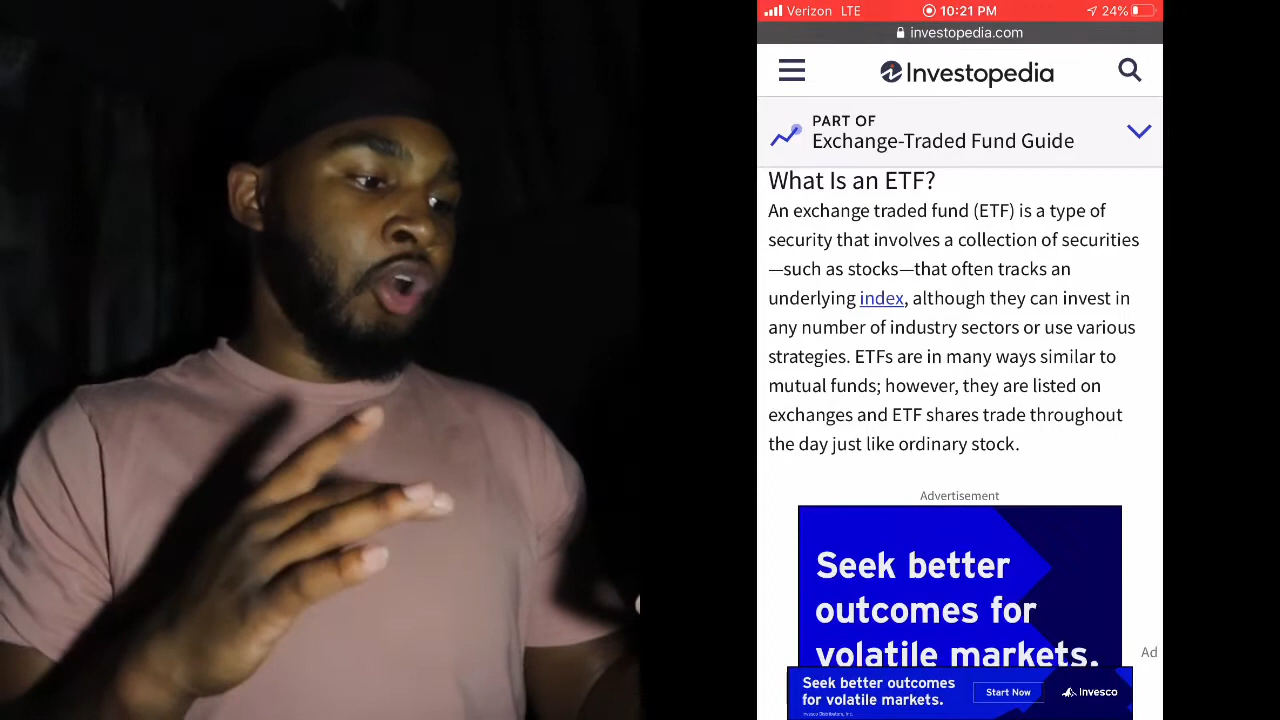 Verizon LTE 10:21 PM 24%
investopedia.com
Investopedia
PART OF
Exchange-Traded Fund Guide
What Is an ETF?
An exchange traded fund (ETF) is a type of
security that involves a collection of securities
—such as stocks—that often tracks an
underlying index, although they can invest in
any number of industry sectors or use various
strategies. ETFs are in many ways similar to
mutual funds; however, they are listed on
exchanges and ETF shares trade throughout
the day just like ordinary stock.
Advertisement
Seek better
outcomes for
volatile markets.
Ad
Seek better outcomes
for volatile markets.
Start Now
Invesco
Invesco Distributors, Inc.